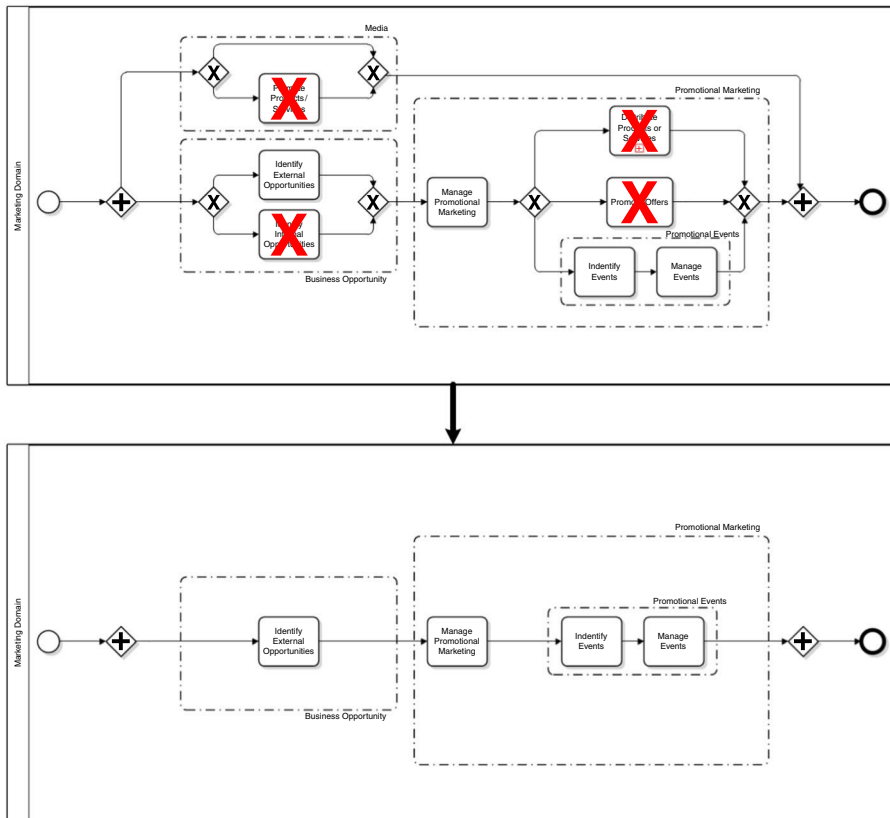 Media
Products/
Promotional Marketing
Products or
Marketing Domain
Identify
External
Opportunities
Manage
Promotional
Marketing
Offers
Opportunities
Promotional Events
Indentify
Events
Manage
Events
Business Opportunity
Promotional Marketing
Promotional Events
Marketing Domain
Identify
External
Opportunities
Manage
Promotional
Marketing
Indentify
Events
Manage
Events
Business Opportunity